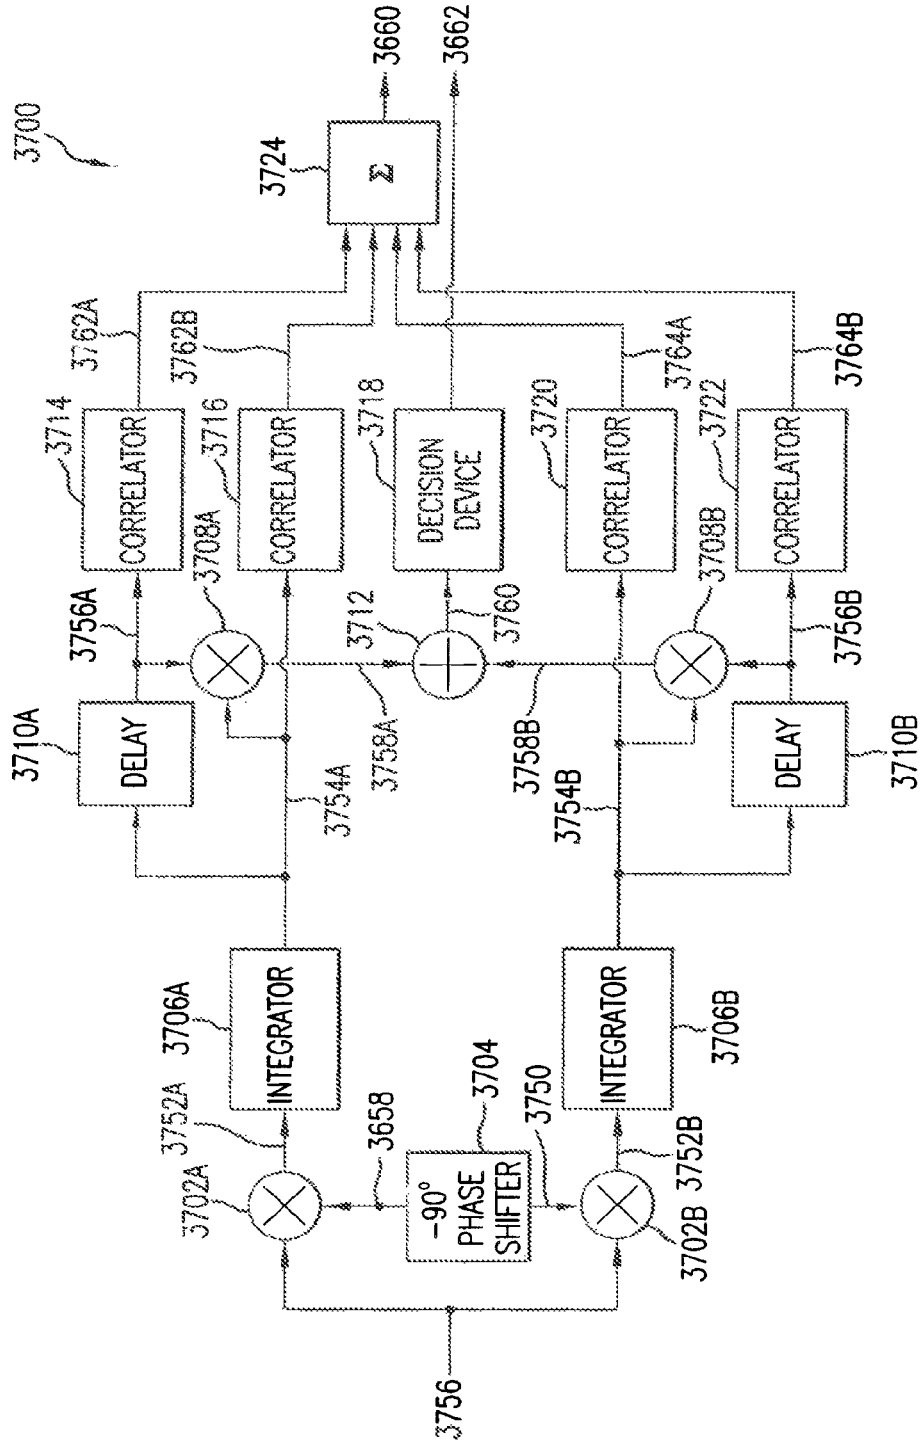 3700
3724
Σ
3660
3662
3762A
3762B
3764A
3764B
3714
CORRELATOR
3716
CORRELATOR
3718
DECISION
DEVICE
3720
CORRELATOR
3722
CORRELATOR
3756A
3708A
3712
3760
3708B
3756B
3710A
DELAY
3758A
3758B
DELAY
3710B
3754A
3754B
3706A
INTEGRATOR
INTEGRATOR
3706B
3752A
3702A
3658
3704
-90°
PHASE
SHIFTER
3750
3752B
3702B
3756